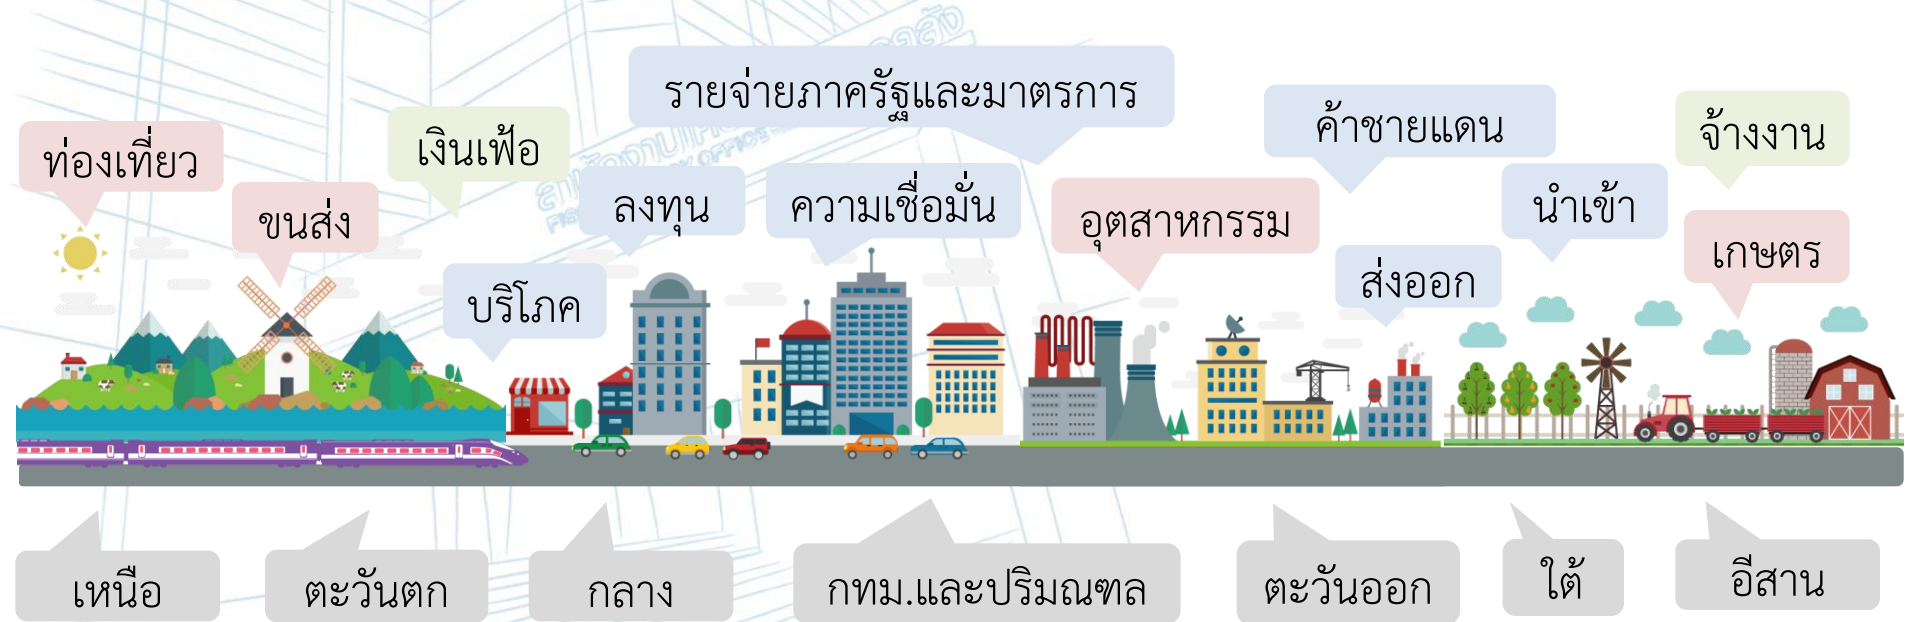 รายจ่ายภาครัฐและมาตรการ
ท่องเที่ยว
เงินเฟ้อ
ค้าชายแดน
จ้างงาน
ขนส่ง
ลงทุน
ความเชื่อมั่น
อุตสาหกรรม
นำเข้า
เกษตร
บริโภค
ส่งออก
เหนือ
ตะวันตก
กลาง
กทม.และปริมณฑล
ตะวันออก
ใต้
อีสาน